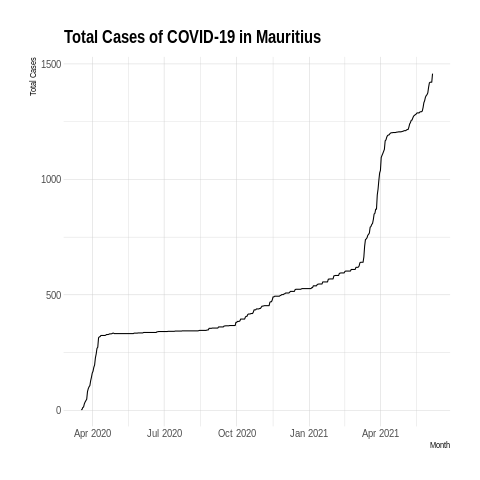 Total Cases of COVID-19 in Mauritius
Total Cases
1500
1000
500
0
Apr 2020 Jul 2020 Oct 2020 Jan 2021 Apr 2021
Month